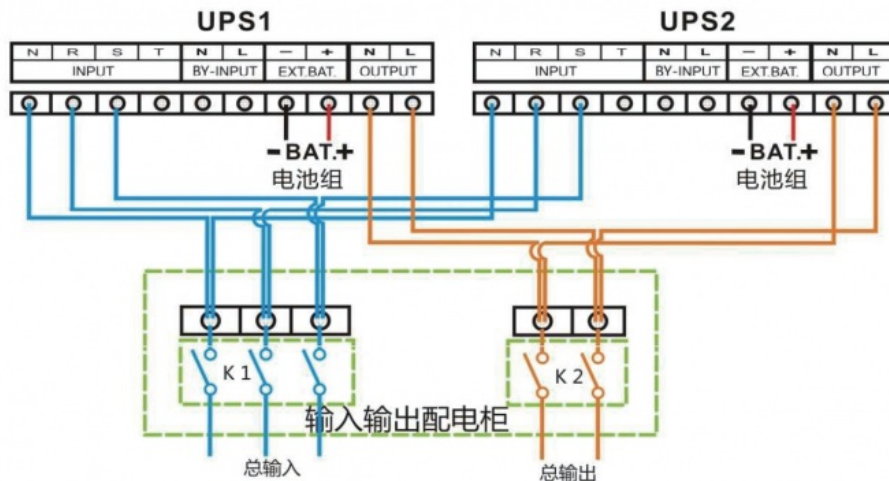 UPS1 UPS2
N R S T N L − + N L N R S T N L − + N L
INPUT BY-INPUT EXT.BAT. OUTPUT INPUT BY-INPUT EXT.BAT. OUTPUT
-BAT.+ -BAT.+
电池组 电池组
K 1 K 2
输入输出配电柜
总输入 总输出